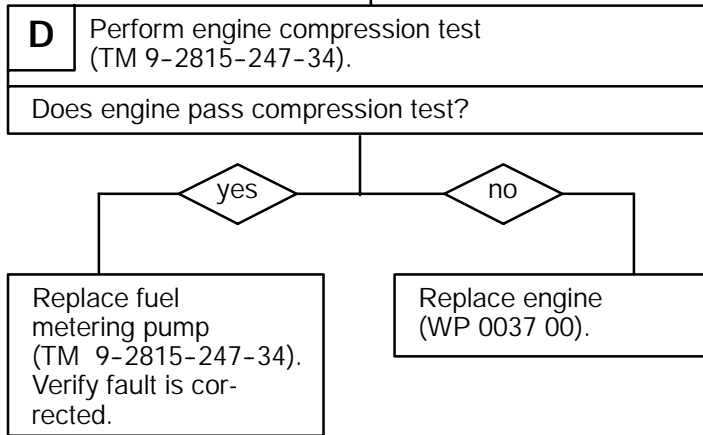 D
Perform engine compression test
(TM 9-2815-247-34).
Does engine pass compression test?
yes
no
Replace fuel
metering pump
(TM 9-2815-247-34).
Verify fault is cor-
rected.
Replace engine
(WP 0037 00).